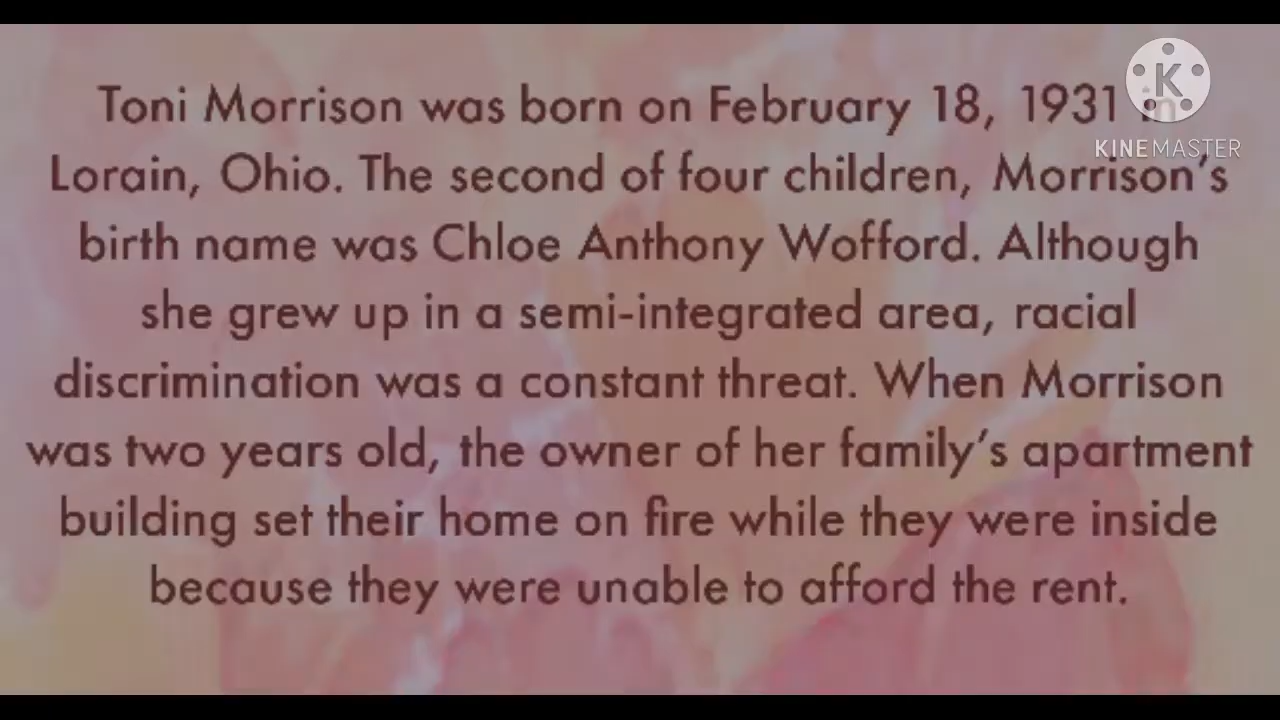 Toni Morrison was born on February 18, 1931 in
Lorain, Ohio. The second of four children, Morrison’s
birth name was Chloe Anthony Wofford. Although
she grew up in a semi-integrated area, racial
discrimination was a constant threat. When Morrison
was two years old, the owner of her family’s apartment
building set their home on fire while they were inside
because they were unable to afford the rent.
K
KINEMASTER